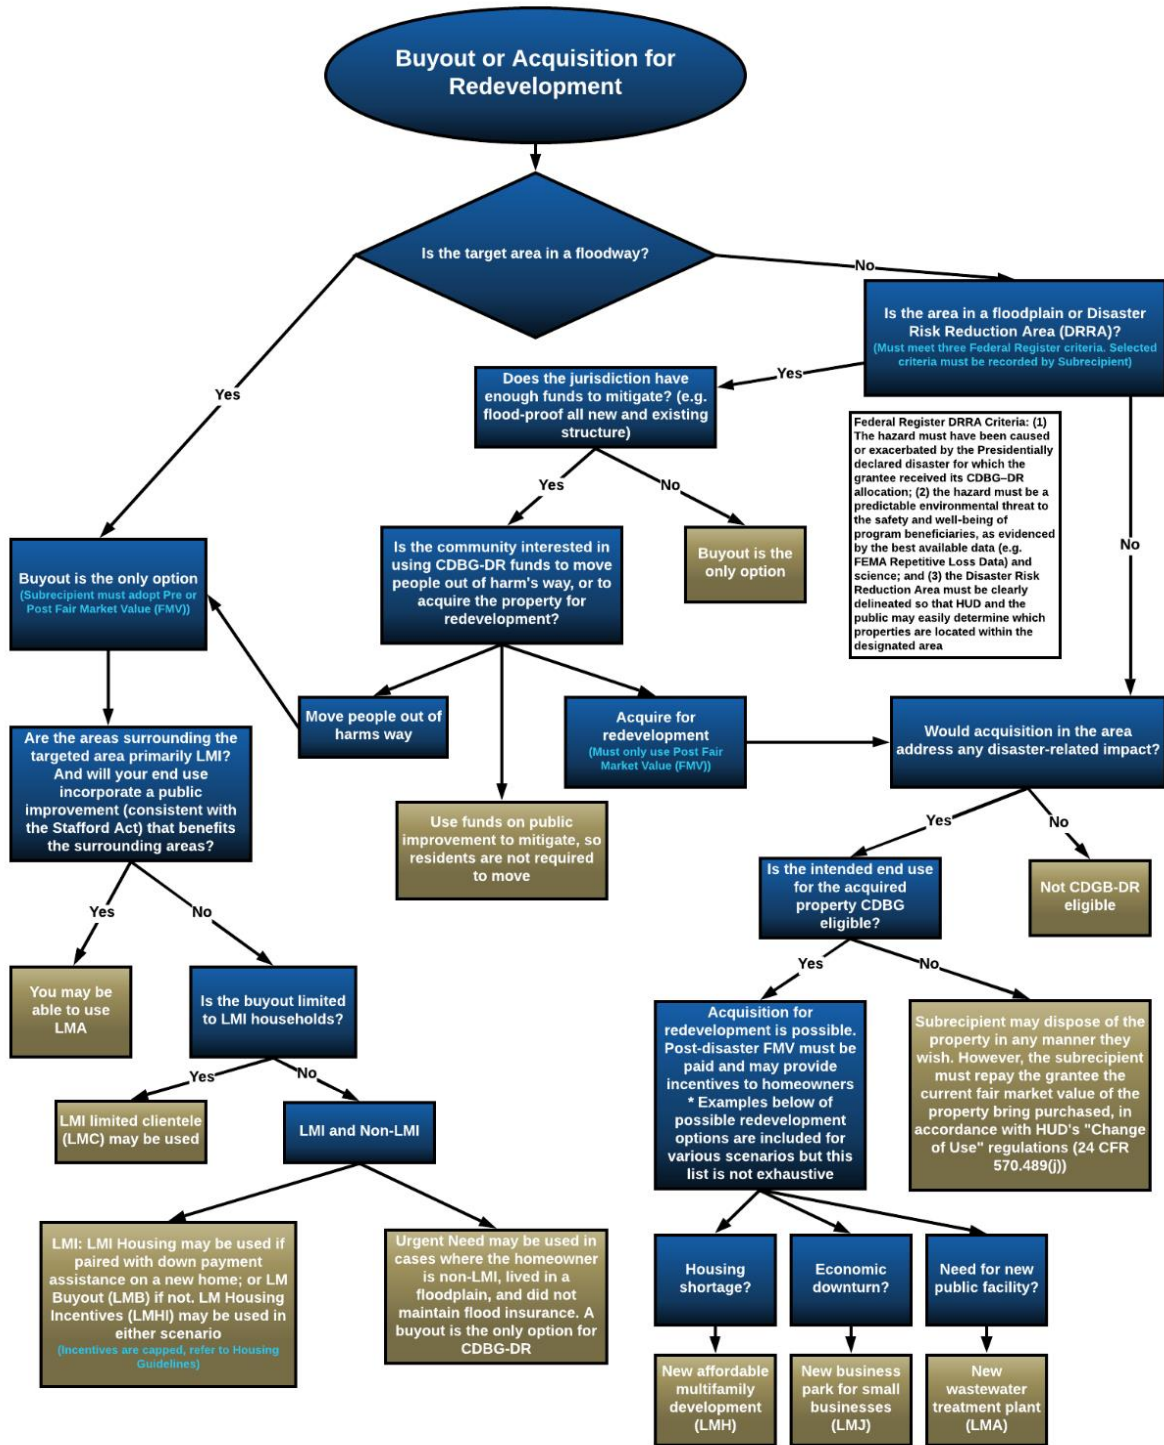 Buyout or Acquisition for
Redevelopment
Is the target area in a floodway?
No
Is the area in a floodplain or Disaster
Risk Reduction Area (DRRA)?
(Must meet three Federal Register criteria. Selected
criteria must be recorded by Subrecipient)
Yes
Yes
Does the jurisdiction have
enough funds to mitigate? (e.g.
flood-proof all new and existing
structure)
Federal Register DRRA Criteria: (1)
The hazard must have been caused
or exacerbated by the Presidentially
declared disaster for which the
grantee received its CDBG–DR
allocation; (2) the hazard must be a
predictable environmental threat to
the safety and well-being of
program beneficiaries, as evidenced
by the best available data (e.g.
FEMA Repetitive Loss Data) and
science; and (3) the Disaster Risk
Reduction Area must be clearly
delineated so that HUD and the
public may easily determine which
properties are located within the
designated area
Yes
No
No
Buyout is the only option
(Subrecipient must adopt Pre or
Post Fair Market Value (FMV))
Is the community interested in
using CDBG-DR funds to move
people out of harm's way, or to
acquire the property for
redevelopment?
Buyout is the
only option
Move people out of
harms way
Acquire for
redevelopment
(Must only use Post Fair
Market Value (FMV))
Would acquisition in the area
address any disaster-related impact?
Are the areas surrounding the
targeted area primarily LMI?
And will your end use
incorporate a public
improvement (consistent with
the Stafford Act) that benefits
the surrounding areas?
Use funds on public
improvement to mitigate, so
residents are not required
to move
Yes
No
Is the intended end use
for the acquired
property CDBG
eligible?
Not CDGB-DR
eligible
Yes
No
Yes
No
You may be
able to use
LMA
Is the buyout limited
to LMI households?
Acquisition for
redevelopment is possible.
Post-disaster FMV must be
paid and may provide
incentives to homeowners
* Examples below of
possible redevelopment
options are included for
various scenarios but this
list is not exhaustive
Subrecipient may dispose of the
property in any manner they
wish. However, the subrecipient
must repay the grantee the
current fair market value of the
property bring purchased, in
accordance with HUD's "Change
of Use" regulations (24 CFR
570.489(j))
Yes
No
LMI limited clientele
(LMC) may be used
LMI and Non-LMI
LMI: LMI Housing may be used if
paired with down payment
assistance on a new home; or LM
Buyout (LMB) if not. LM Housing
Incentives (LMHI) may be used in
either scenario
(Incentives are capped, refer to Housing
Guidelines)
Urgent Need may be used in
cases where the homeowner
is non-LMI, lived in a
floodplain, and did not
maintain flood insurance. A
buyout is the only option for
CDBG-DR
Housing
shortage?
Economic
downturn?
Need for new
public facility?
New affordable
multifamily
development
(LMH)
New business
park for small
businesses
(LMJ)
New
wastewater
treatment plant
(LMA)